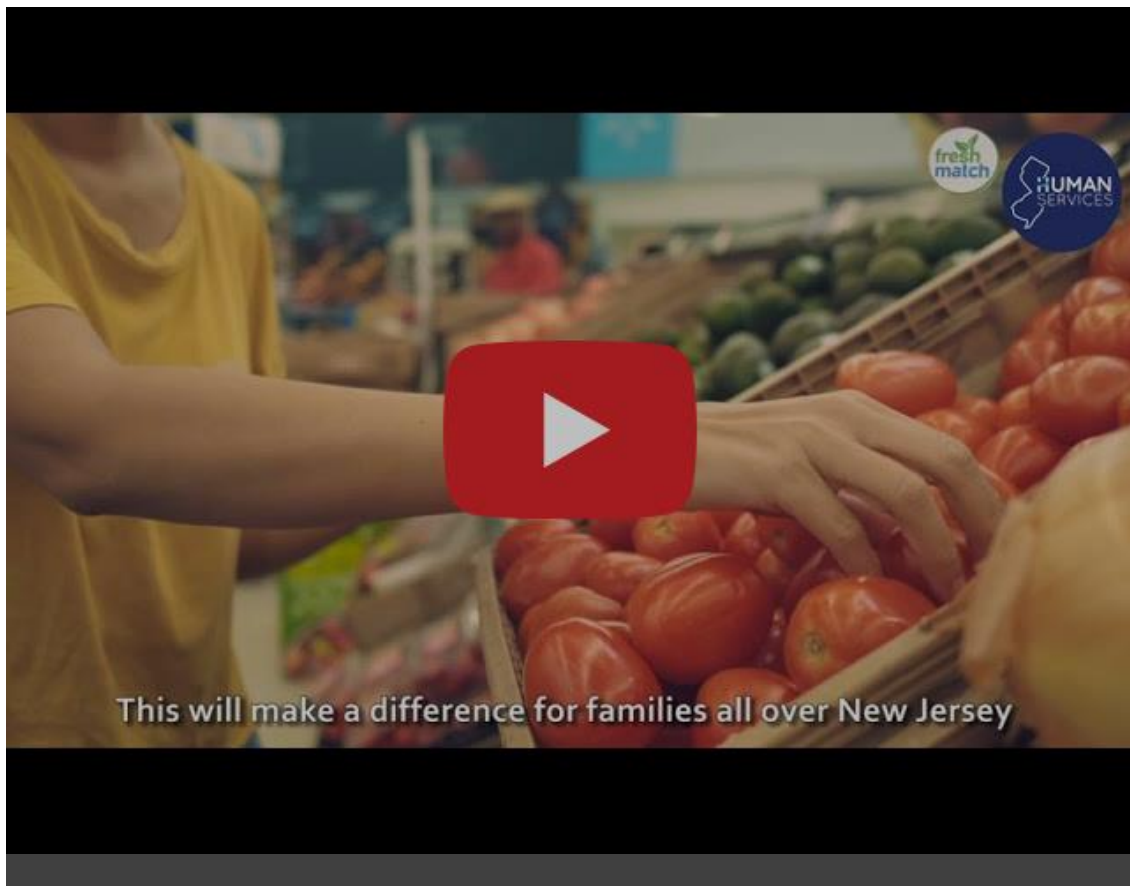 fresh
match
HUMAN
SERVICES
This will make a difference for families all over New Jersey